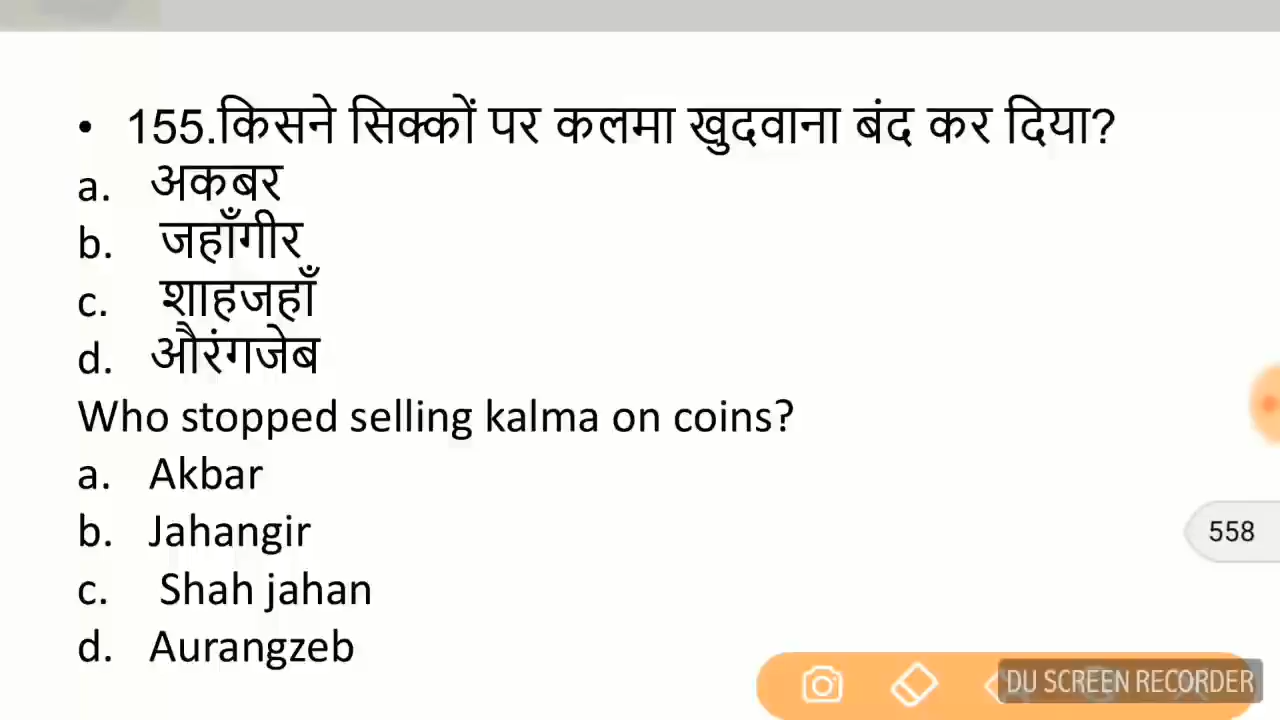 • 155.किसने सिक्कों पर कलमा खुदवाना बंद कर दिया?
a. अकबर
b. जहाँगीर
c. शाहजहाँ
d. औरंगजेब
Who stopped selling kalma on coins?
a. Akbar
b. Jahangir
558
c. Shah jahan
d. Aurangzeb
DU SCREEN RECORDER